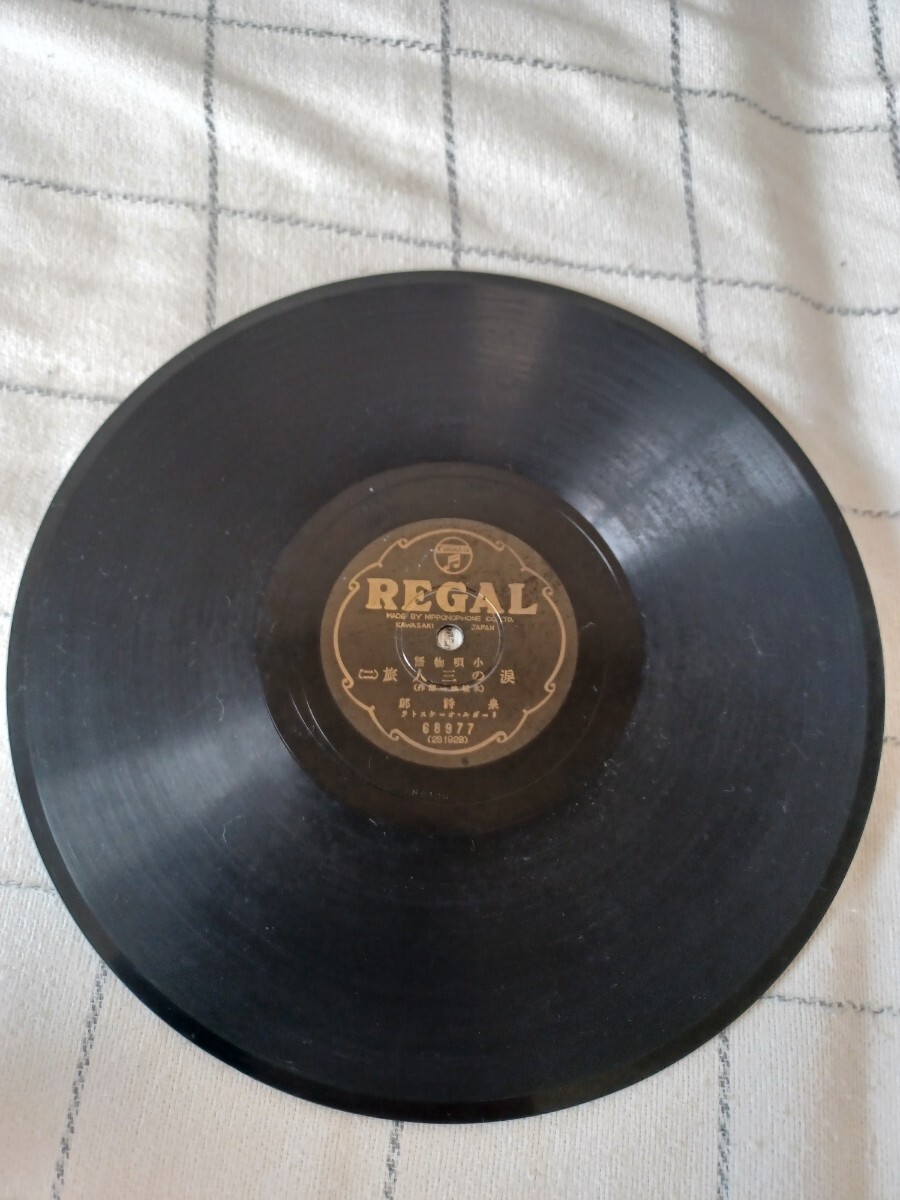 REGAL
MADE BY NIPPONOPHONE CO., LTD.
KAWASAKI JAPAN
小唄物語
涙の三人旅 (二)
泉詩郎
リーガル・オーケストラ
68977
(281928)